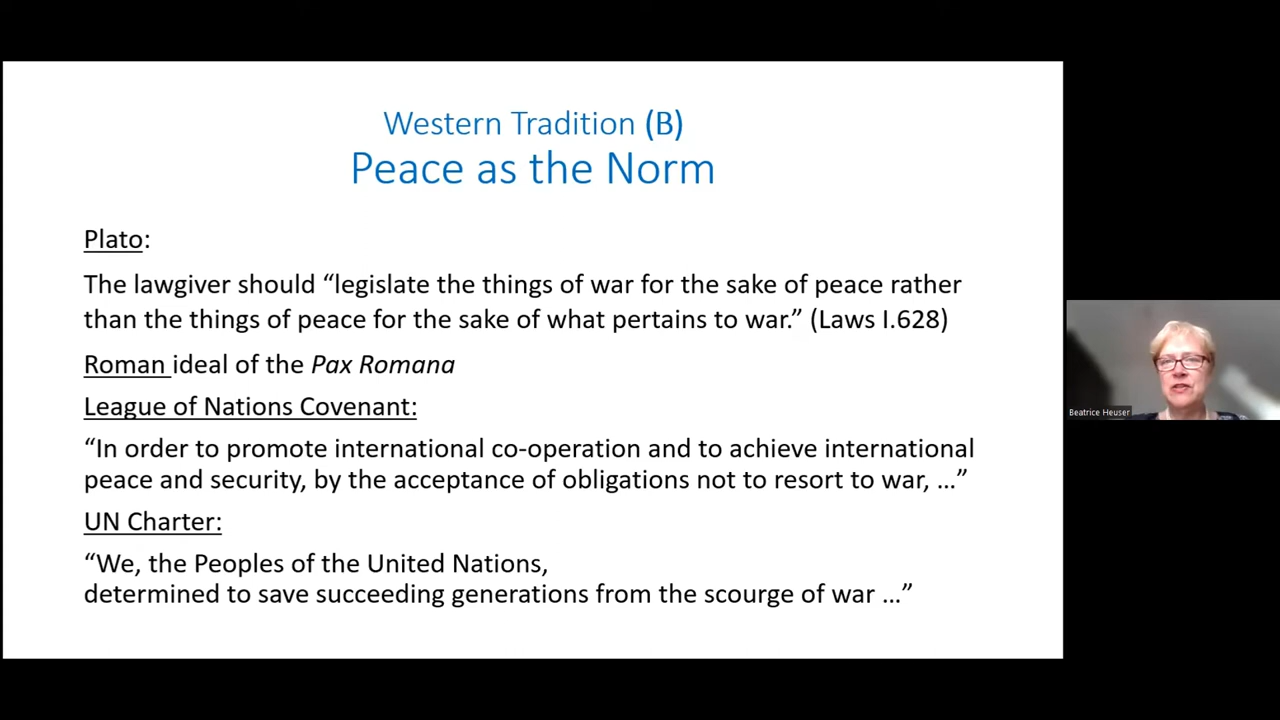 Western Tradition (B)
Peace as the Norm
Plato:
The lawgiver should “legislate the things of war for the sake of peace rather
than the things of peace for the sake of what pertains to war.” (Laws I.628)
Roman ideal of the Pax Romana
League of Nations Covenant:
“In order to promote international co-operation and to achieve international
peace and security, by the acceptance of obligations not to resort to war, …”
UN Charter:
“We, the Peoples of the United Nations,
determined to save succeeding generations from the scourge of war …”
Beatrice Heuser